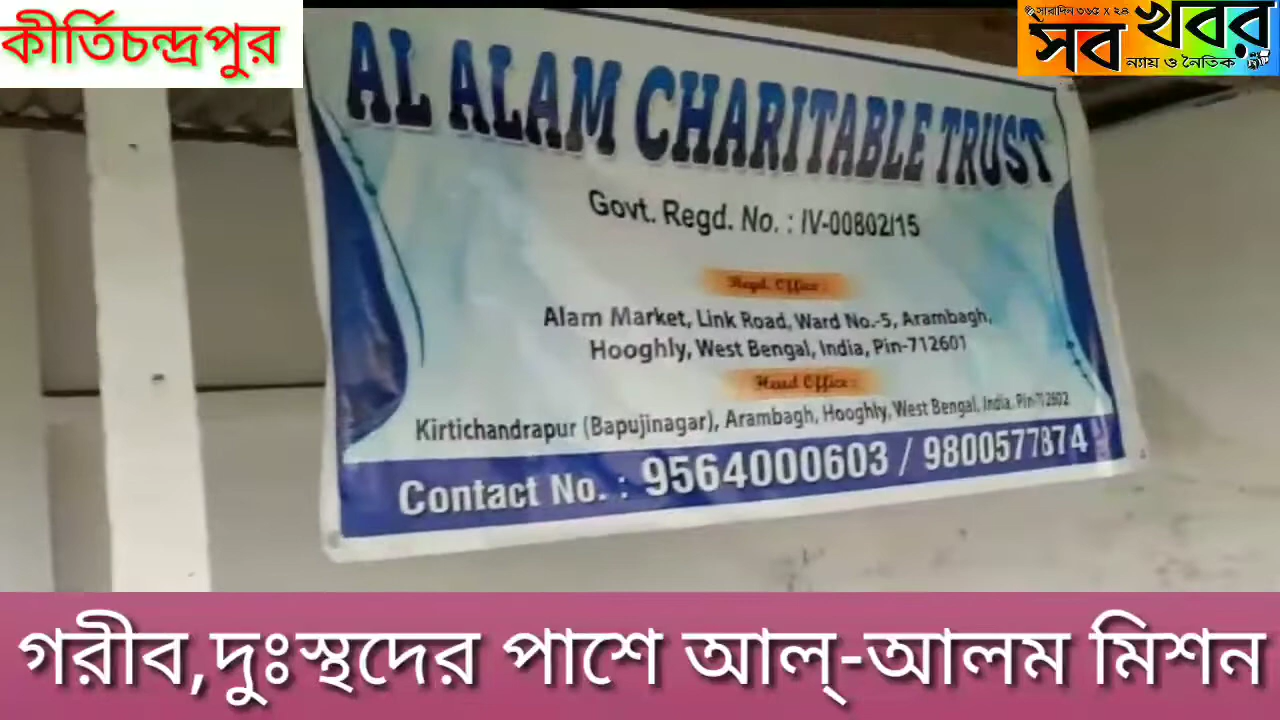 কীর্তিচন্দ্রপুর
সারাদিন ৩৬৫ X ২৪
সব খবর
ন্যায় ও নৈতিক
AL ALAM CHARITABLE TRUST
Govt. Regd. No. : IV-00802/15
Regd. Office :
Alam Market, Link Road, Ward No.-5, Arambagh,
Hooghly, West Bengal, India, Pin-712601
Head Office :
Kirtichandrapur (Bapujinagar), Arambagh, Hooghly, West Bengal, India, Pin-712602
Contact No. : 9564000603 / 9800577874
গরীব,দুঃস্থদের পাশে আল্-আলম মিশন